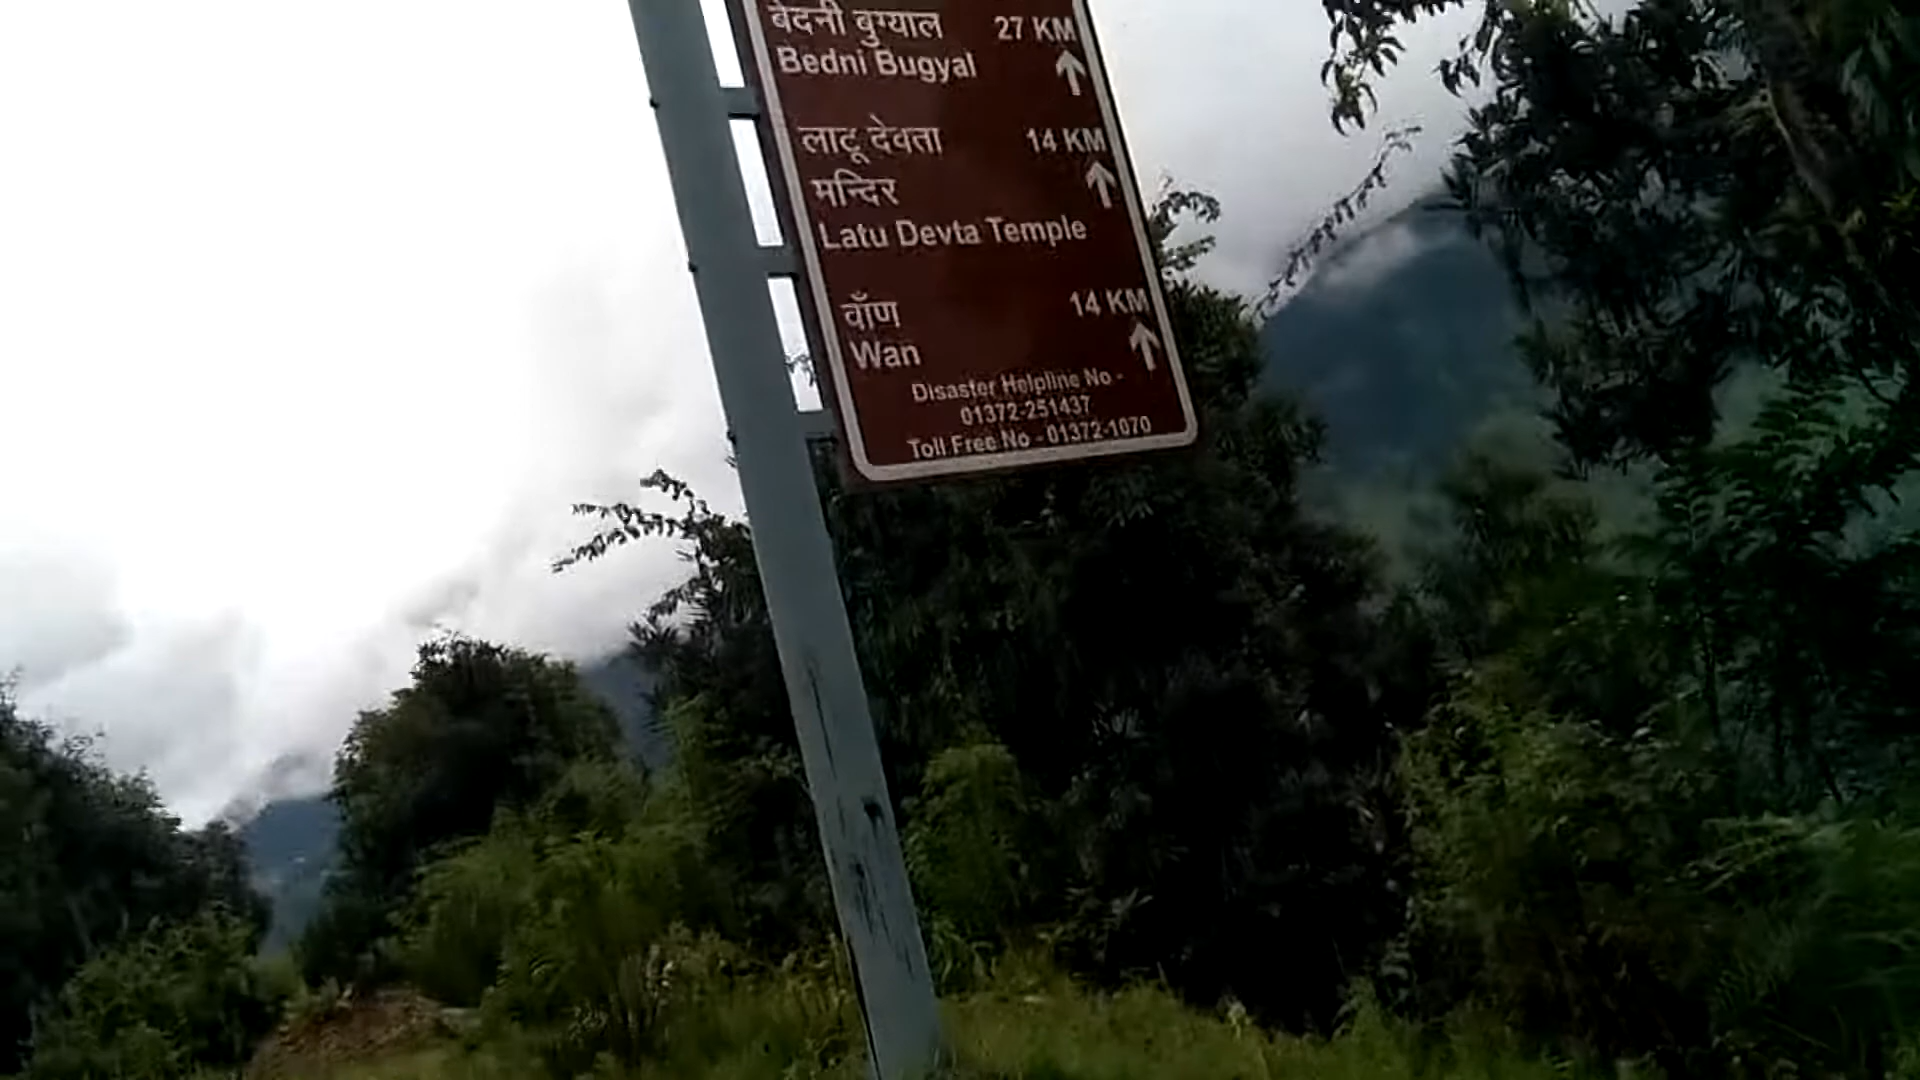 बेदनी बुग्याल 27 KM
Bedni Bugyal
लाटू देवता 14 KM
मन्दिर
Latu Devta Temple
वाँण 14 KM
Wan
Disaster Helpline No -
01372-251437
Toll Free No - 01372-1070